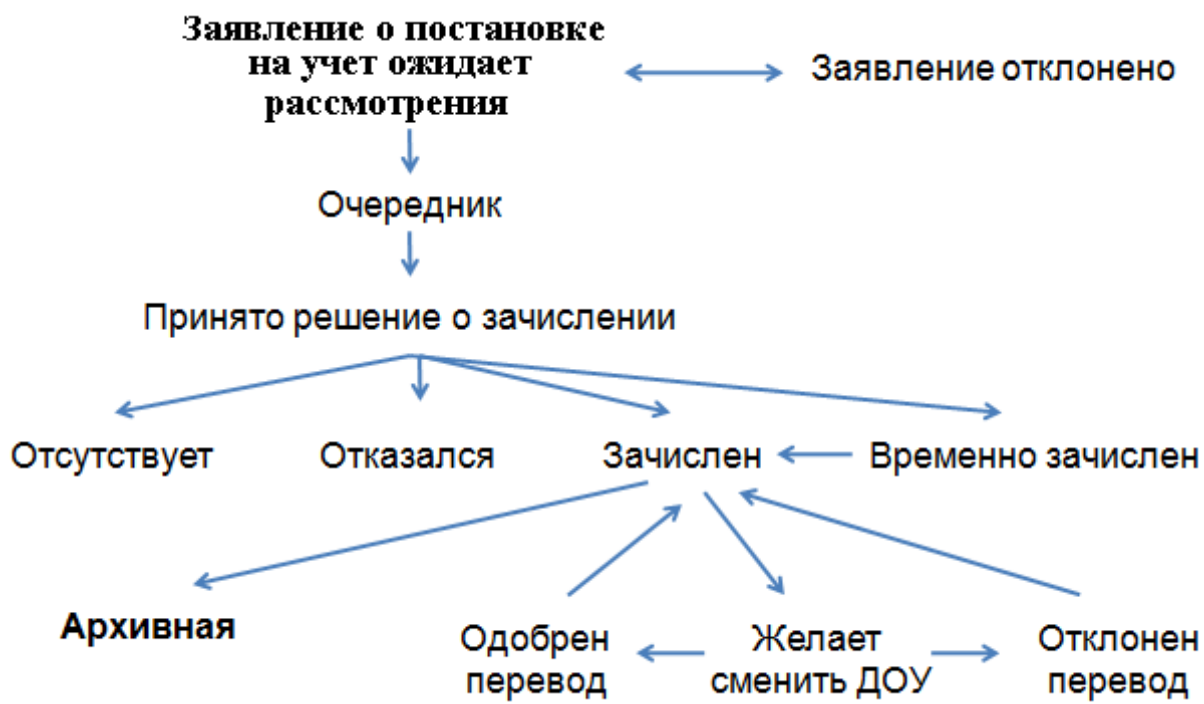 Заявление о постановке
на учет ожидает
рассмотрения
Заявление отклонено
Очередник
Принято решение о зачислении
Отсутствует
Отказался
Зачислен
Временно зачислен
Архивная
Одобрен
перевод
Желает
сменить ДОУ
Отклонен
перевод